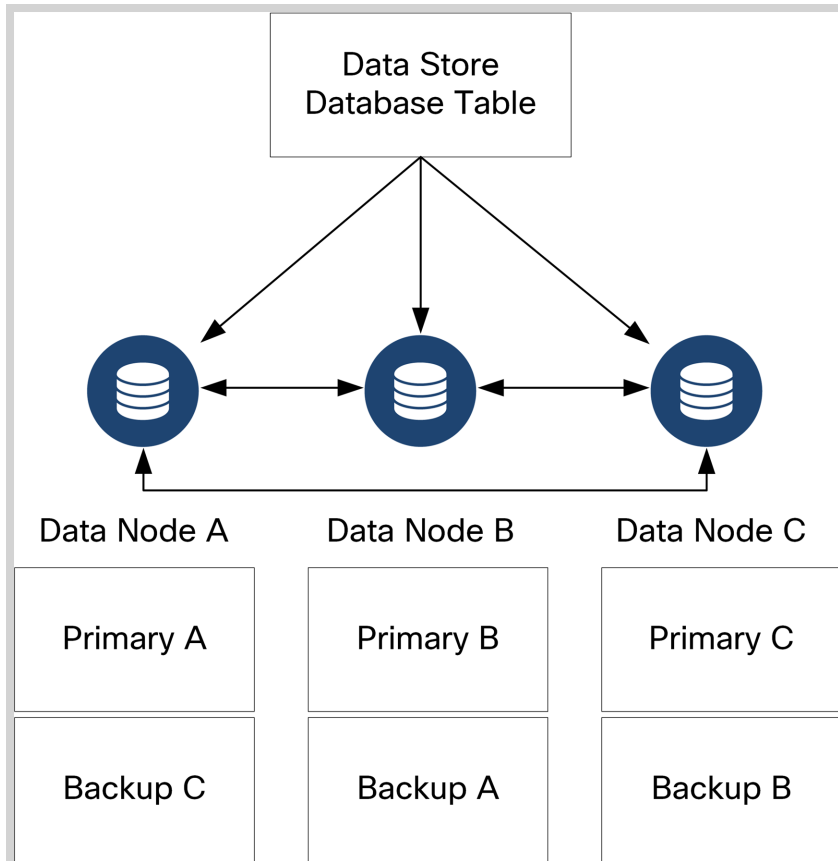 Data Store
Database Table
Data Node A
Data Node B
Data Node C
Primary A
Primary B
Primary C
Backup C
Backup A
Backup B